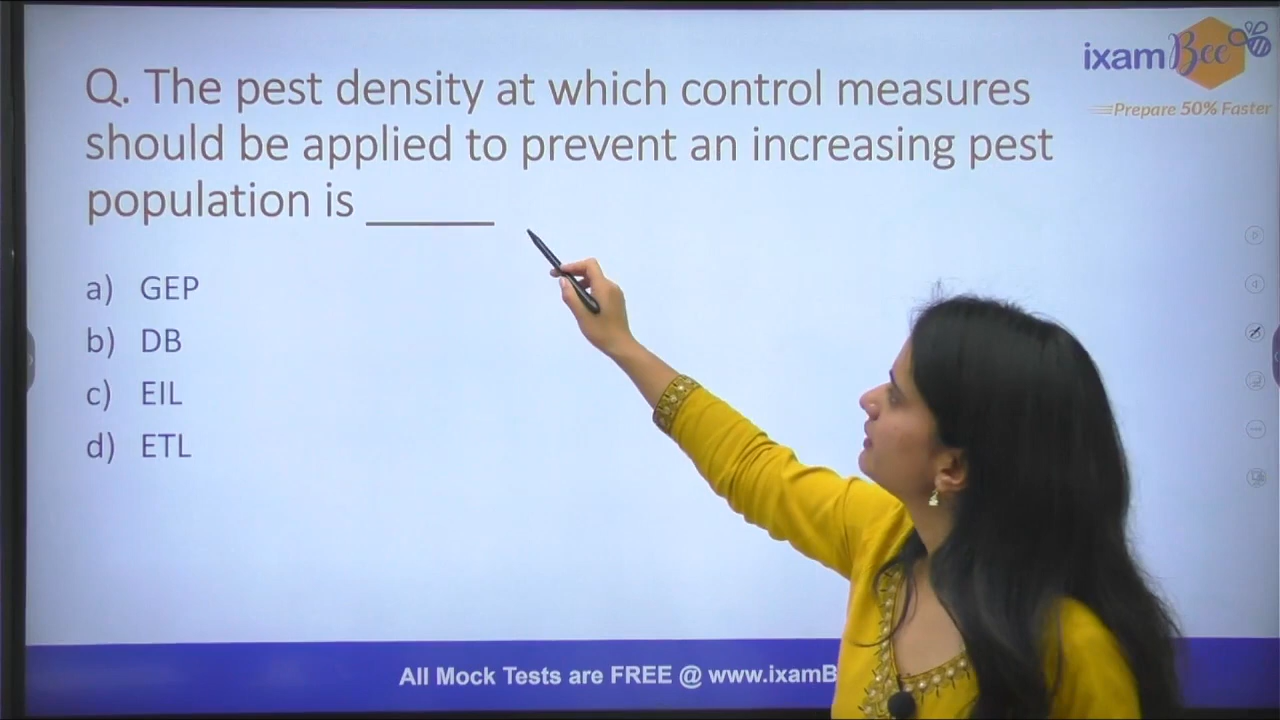 ixamBee
Prepare 50% Faster
Q. The pest density at which control measures
should be applied to prevent an increasing pest
population is ______
a) GEP
b) DB
c) EIL
d) ETL
All Mock Tests are FREE @ www.ixamB